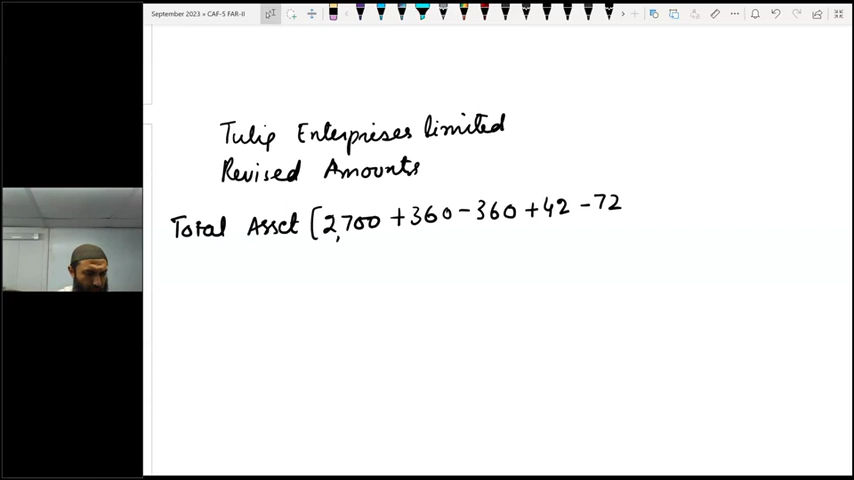 September 2023 » CAF-5 FAR-II
Tulip Enterprises limited
Revised Amounts
Total Asset [2,700 +360-360+42-72